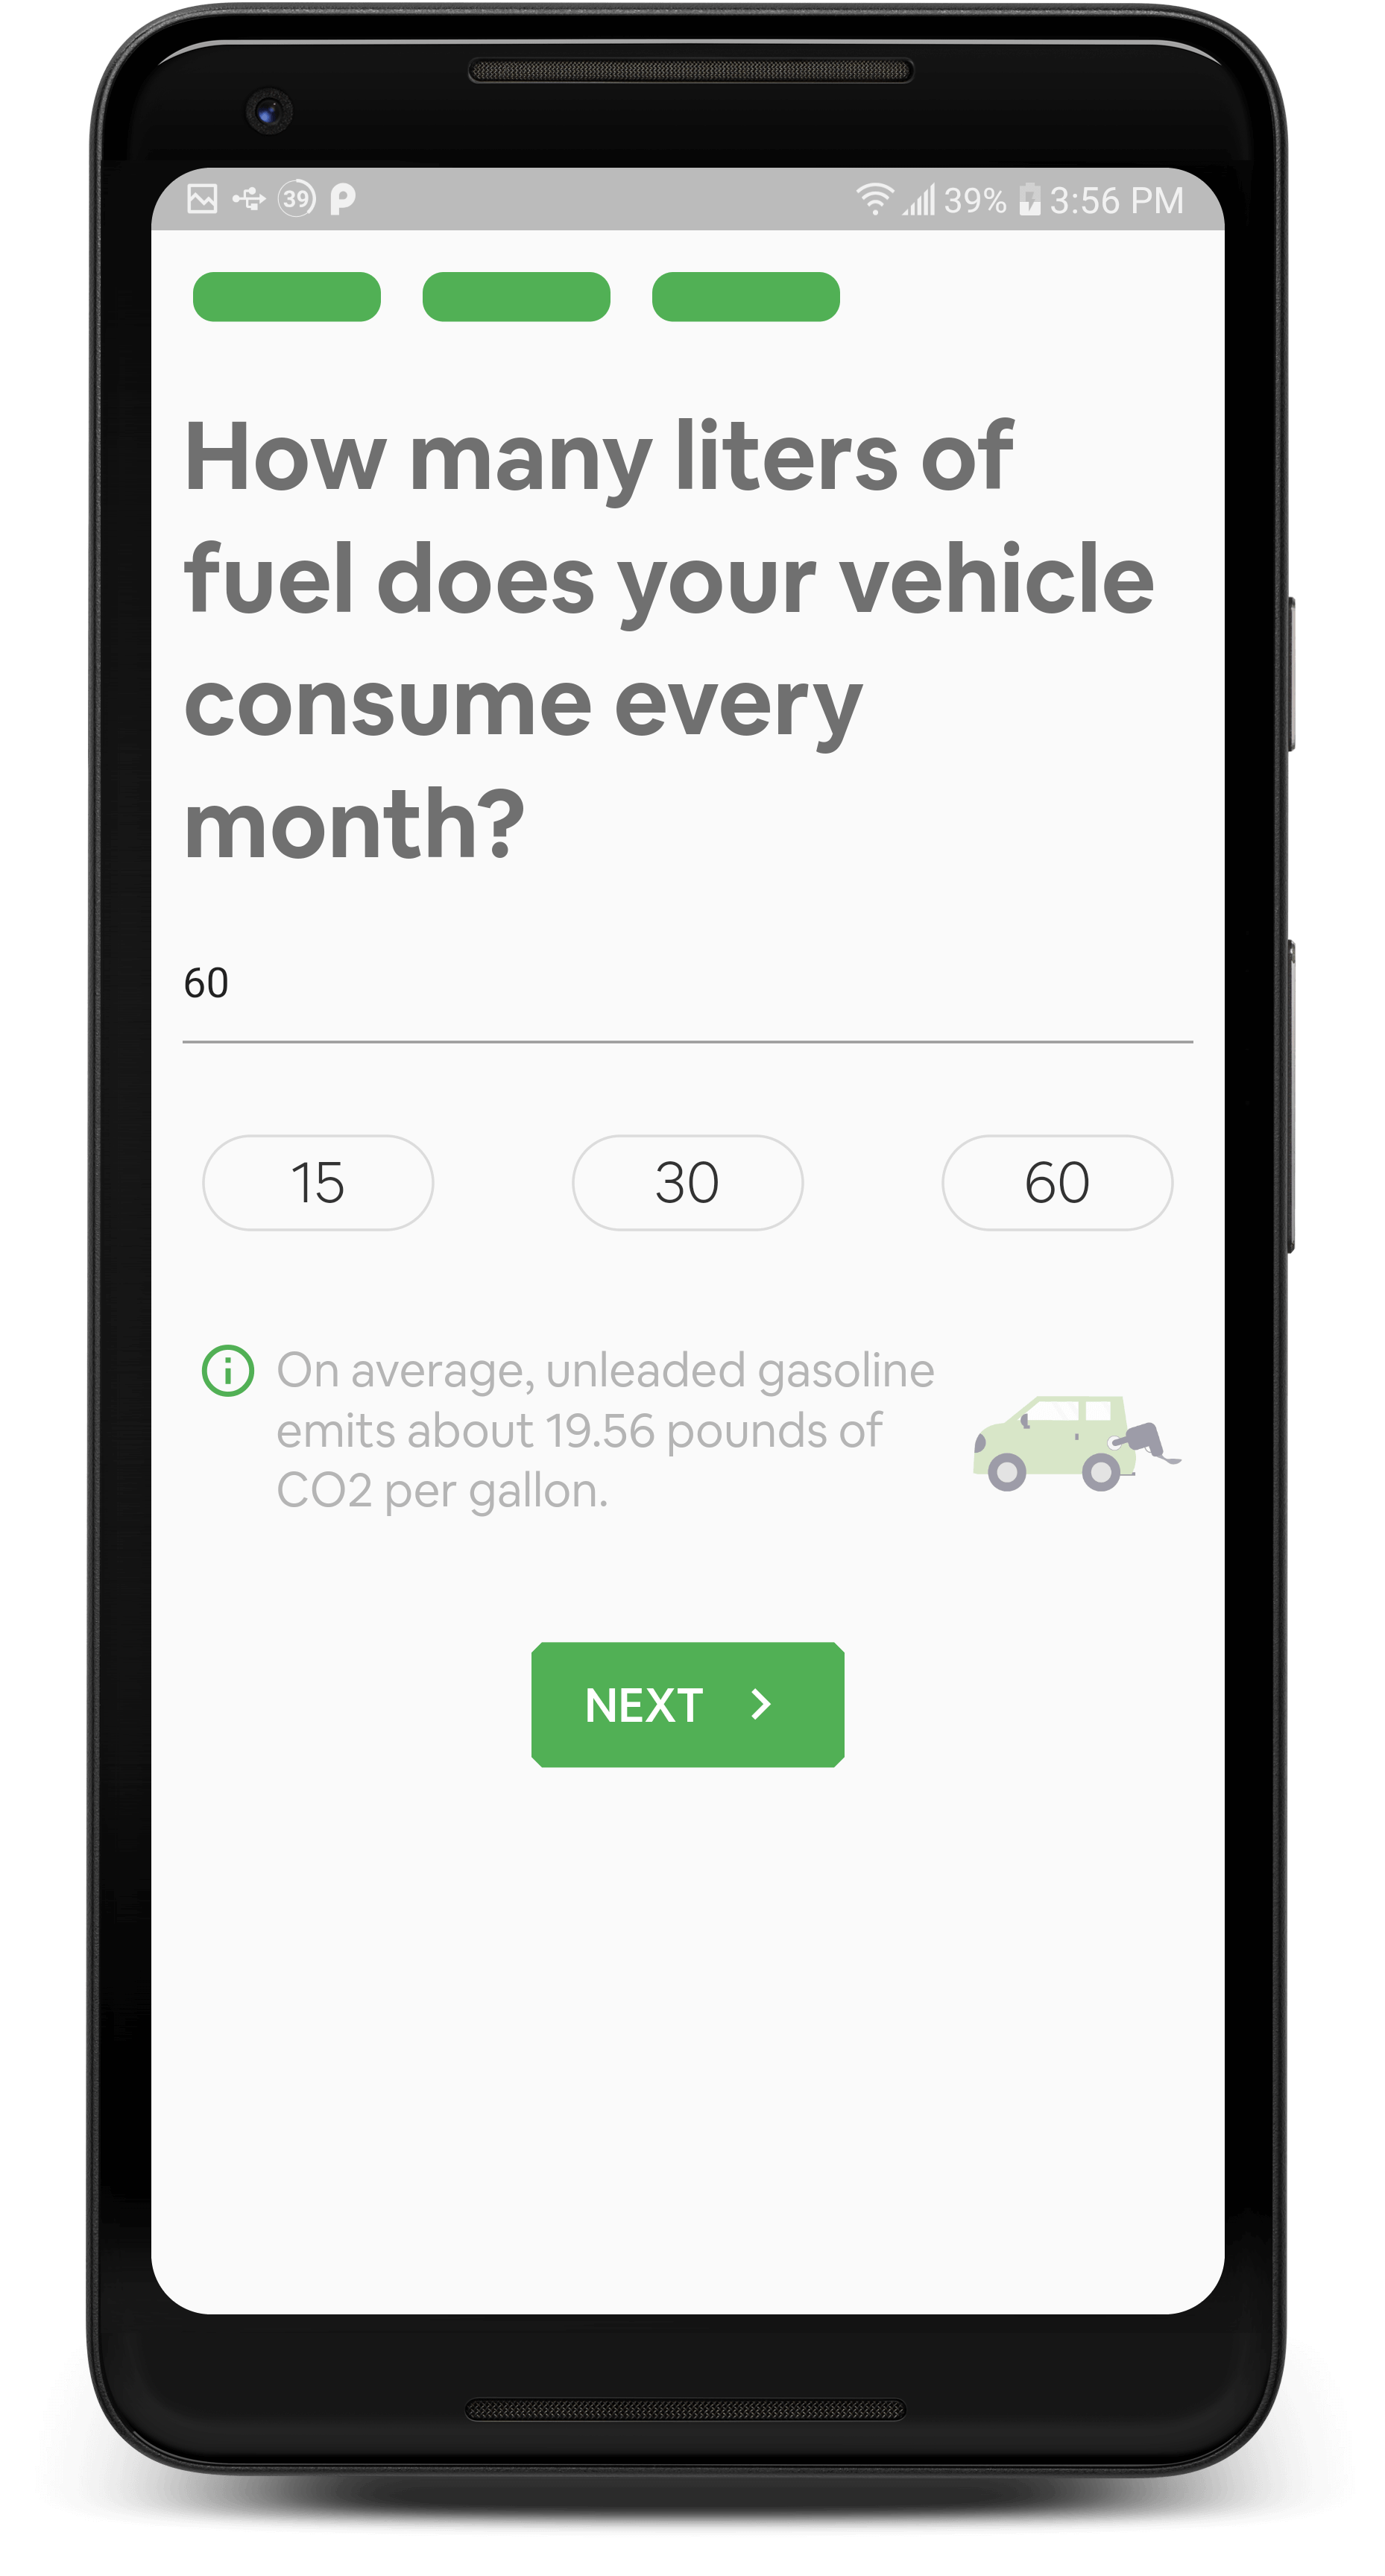 39 39% 3:56 PM
How many liters of
fuel does your vehicle
consume every
month?
60
15 30 60
On average, unleaded gasoline
emits about 19.56 pounds of
CO2 per gallon.
NEXT